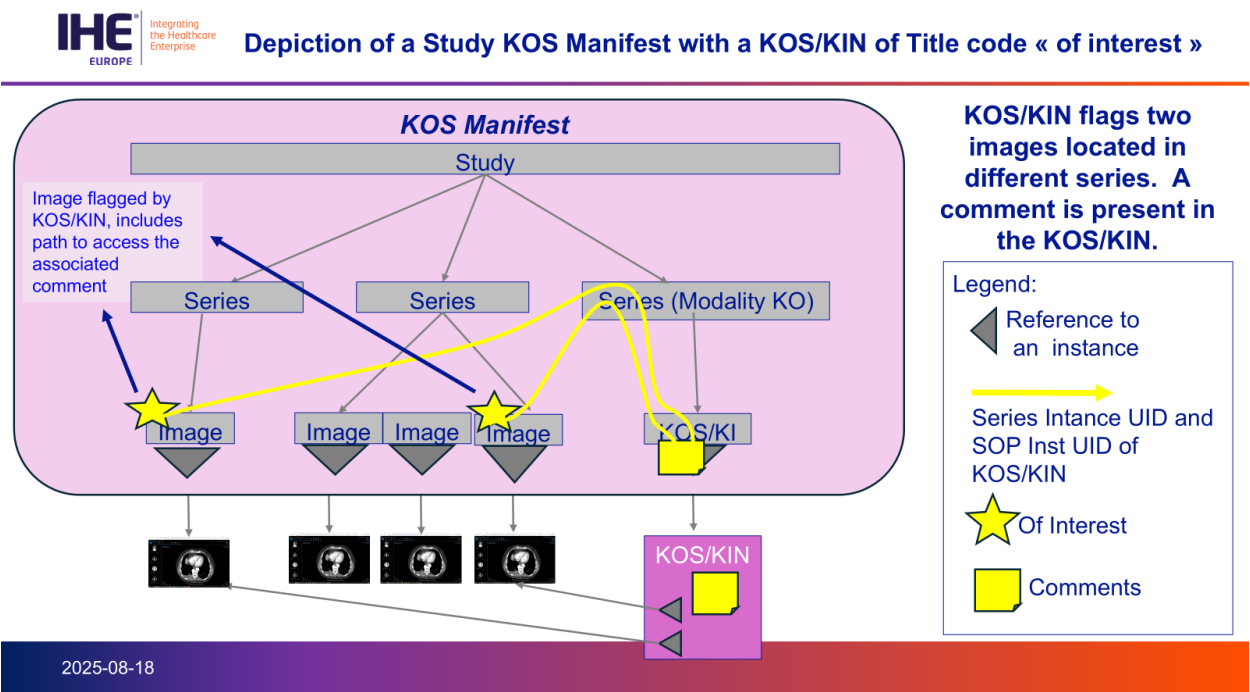 IHE
EUROPE
Integrating
the Healthcare
Enterprise
Depiction of a Study KOS Manifest with a KOS/KIN of Title code « of interest »
KOS Manifest
Study
Image flagged by
KOS/KIN, includes
path to access the
associated
comment
Series
Series
Series (Modality KO)
Image
Image
Image
Image
KOS/KI
KOS/KIN
KOS/KIN flags two
images located in
different series. A
comment is present in
the KOS/KIN.
Legend:
Reference to
an instance
Series Intance UID and
SOP Inst UID of
KOS/KIN
Of Interest
Comments
2025-08-18